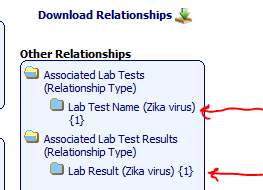 Download Relationships
Other Relationships
Associated Lab Tests
(Relationship Type)
Lab Test Name (Zika virus)
{1}
Associated Lab Test Results
(Relationship Type)
Lab Result (Zika virus) {1}